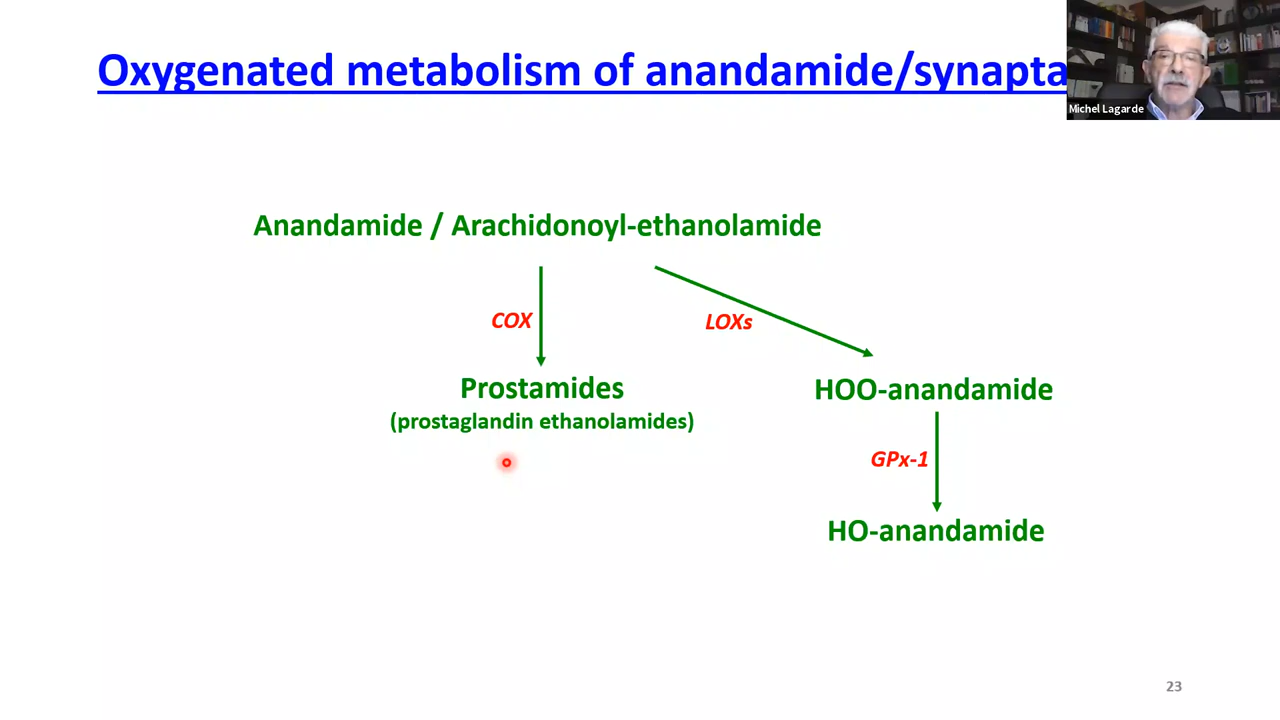 Oxygenated metabolism of anandamide/synapta
Michel Lagarde
Anandamide / Arachidonoyl-ethanolamide
COX
LOXs
Prostamides
(prostaglandin ethanolamides)
HOO-anandamide
GPx-1
HO-anandamide
23